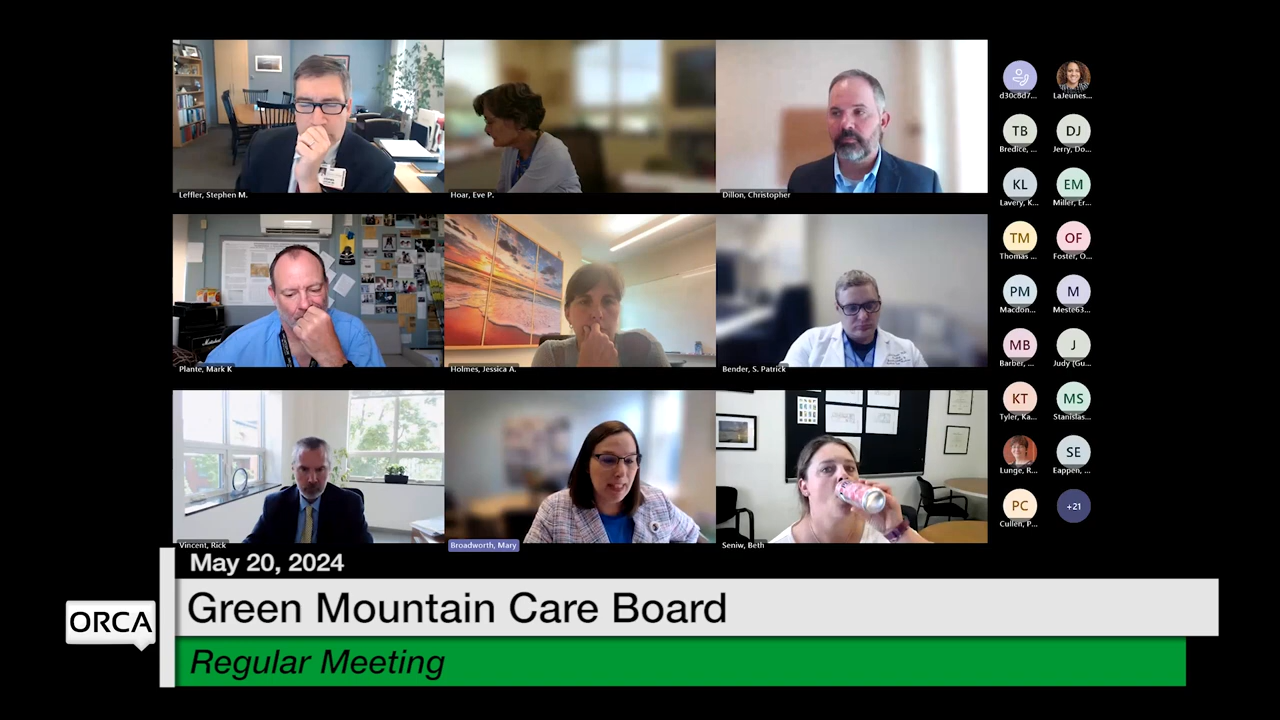 Leffler, Stephen M.
Hoar, Eve P.
Dillon, Christopher
Plante, Mark K
Holmes, Jessica A.
Bender, S. Patrick
Vincent, Rick
Broadworth, Mary
Seniw, Beth
d30c8d7...
LaJeunes...
TB
DJ
Bredice, ...
Jerry, Do...
KL
EM
Lavery, K...
Miller, Er...
TM
OF
Thomas ...
Foster, O...
PM
M
Macdon...
Meste63...
MB
J
Barber, ...
Judy (Gu...
KT
MS
Tyler, Ka...
Stanislas...
SE
Lunge, R...
Eappen, ...
PC
+21
Cullen, P...
Marshall
May 20, 2024
ORCA
Green Mountain Care Board
Regular Meeting